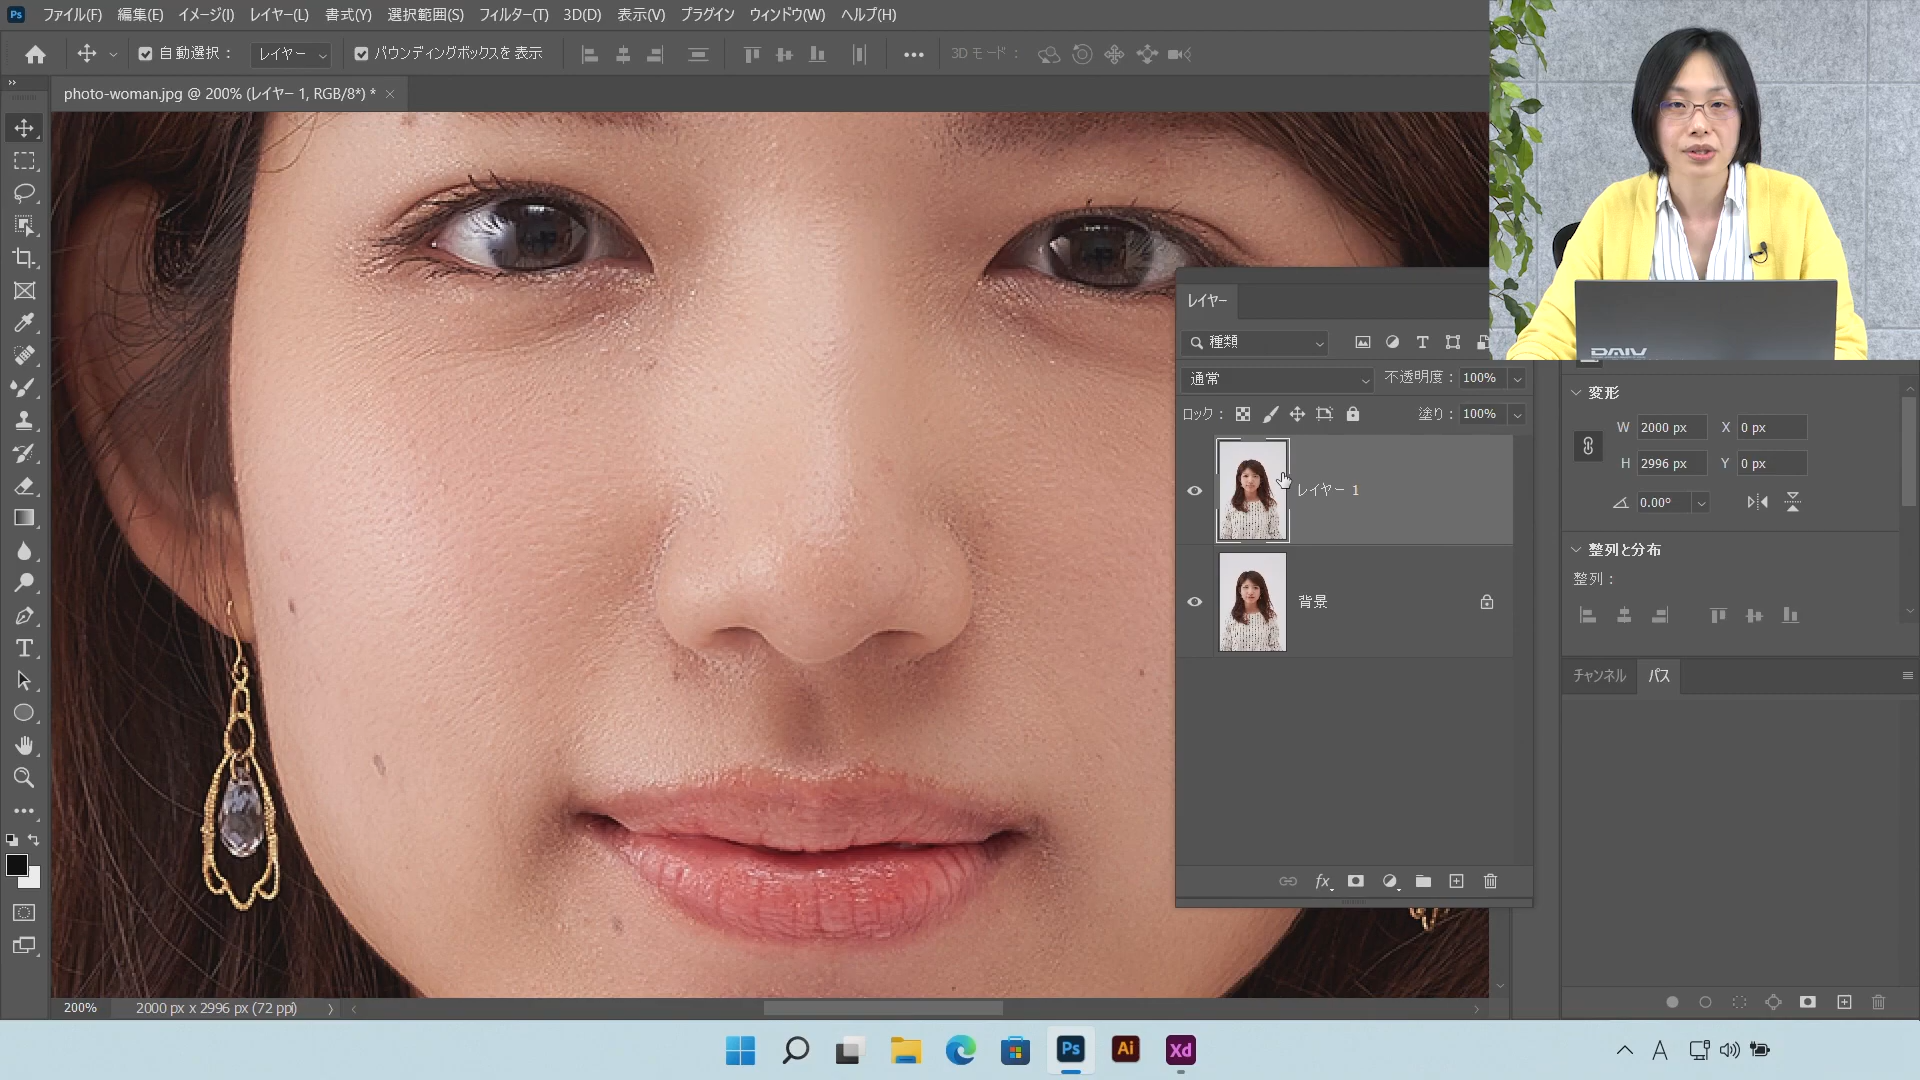 Ps ファイル(F) 編集(E) イメージ(I) レイヤー(L) 書式(Y) 選択範囲(S) フィルター(T) 3D(D) 表示(V) プラグイン ウィンドウ(W) ヘルプ(H)
自動選択： レイヤー バウンディングボックスを表示 3D モード：
photo-woman.jpg @ 200% (レイヤー 1, RGB/8*) *
レイヤー
種類
通常 不透明度： 100%
ロック： 塗り： 100%
レイヤー 1
背景
fx
DAIV
変形
W 2000 px X 0 px
H 2996 px Y 0 px
0.00°
整列と分布
整列：
チャンネル パス
200% 2000 px x 2996 px (72 ppi)
Ps Ai Xd A